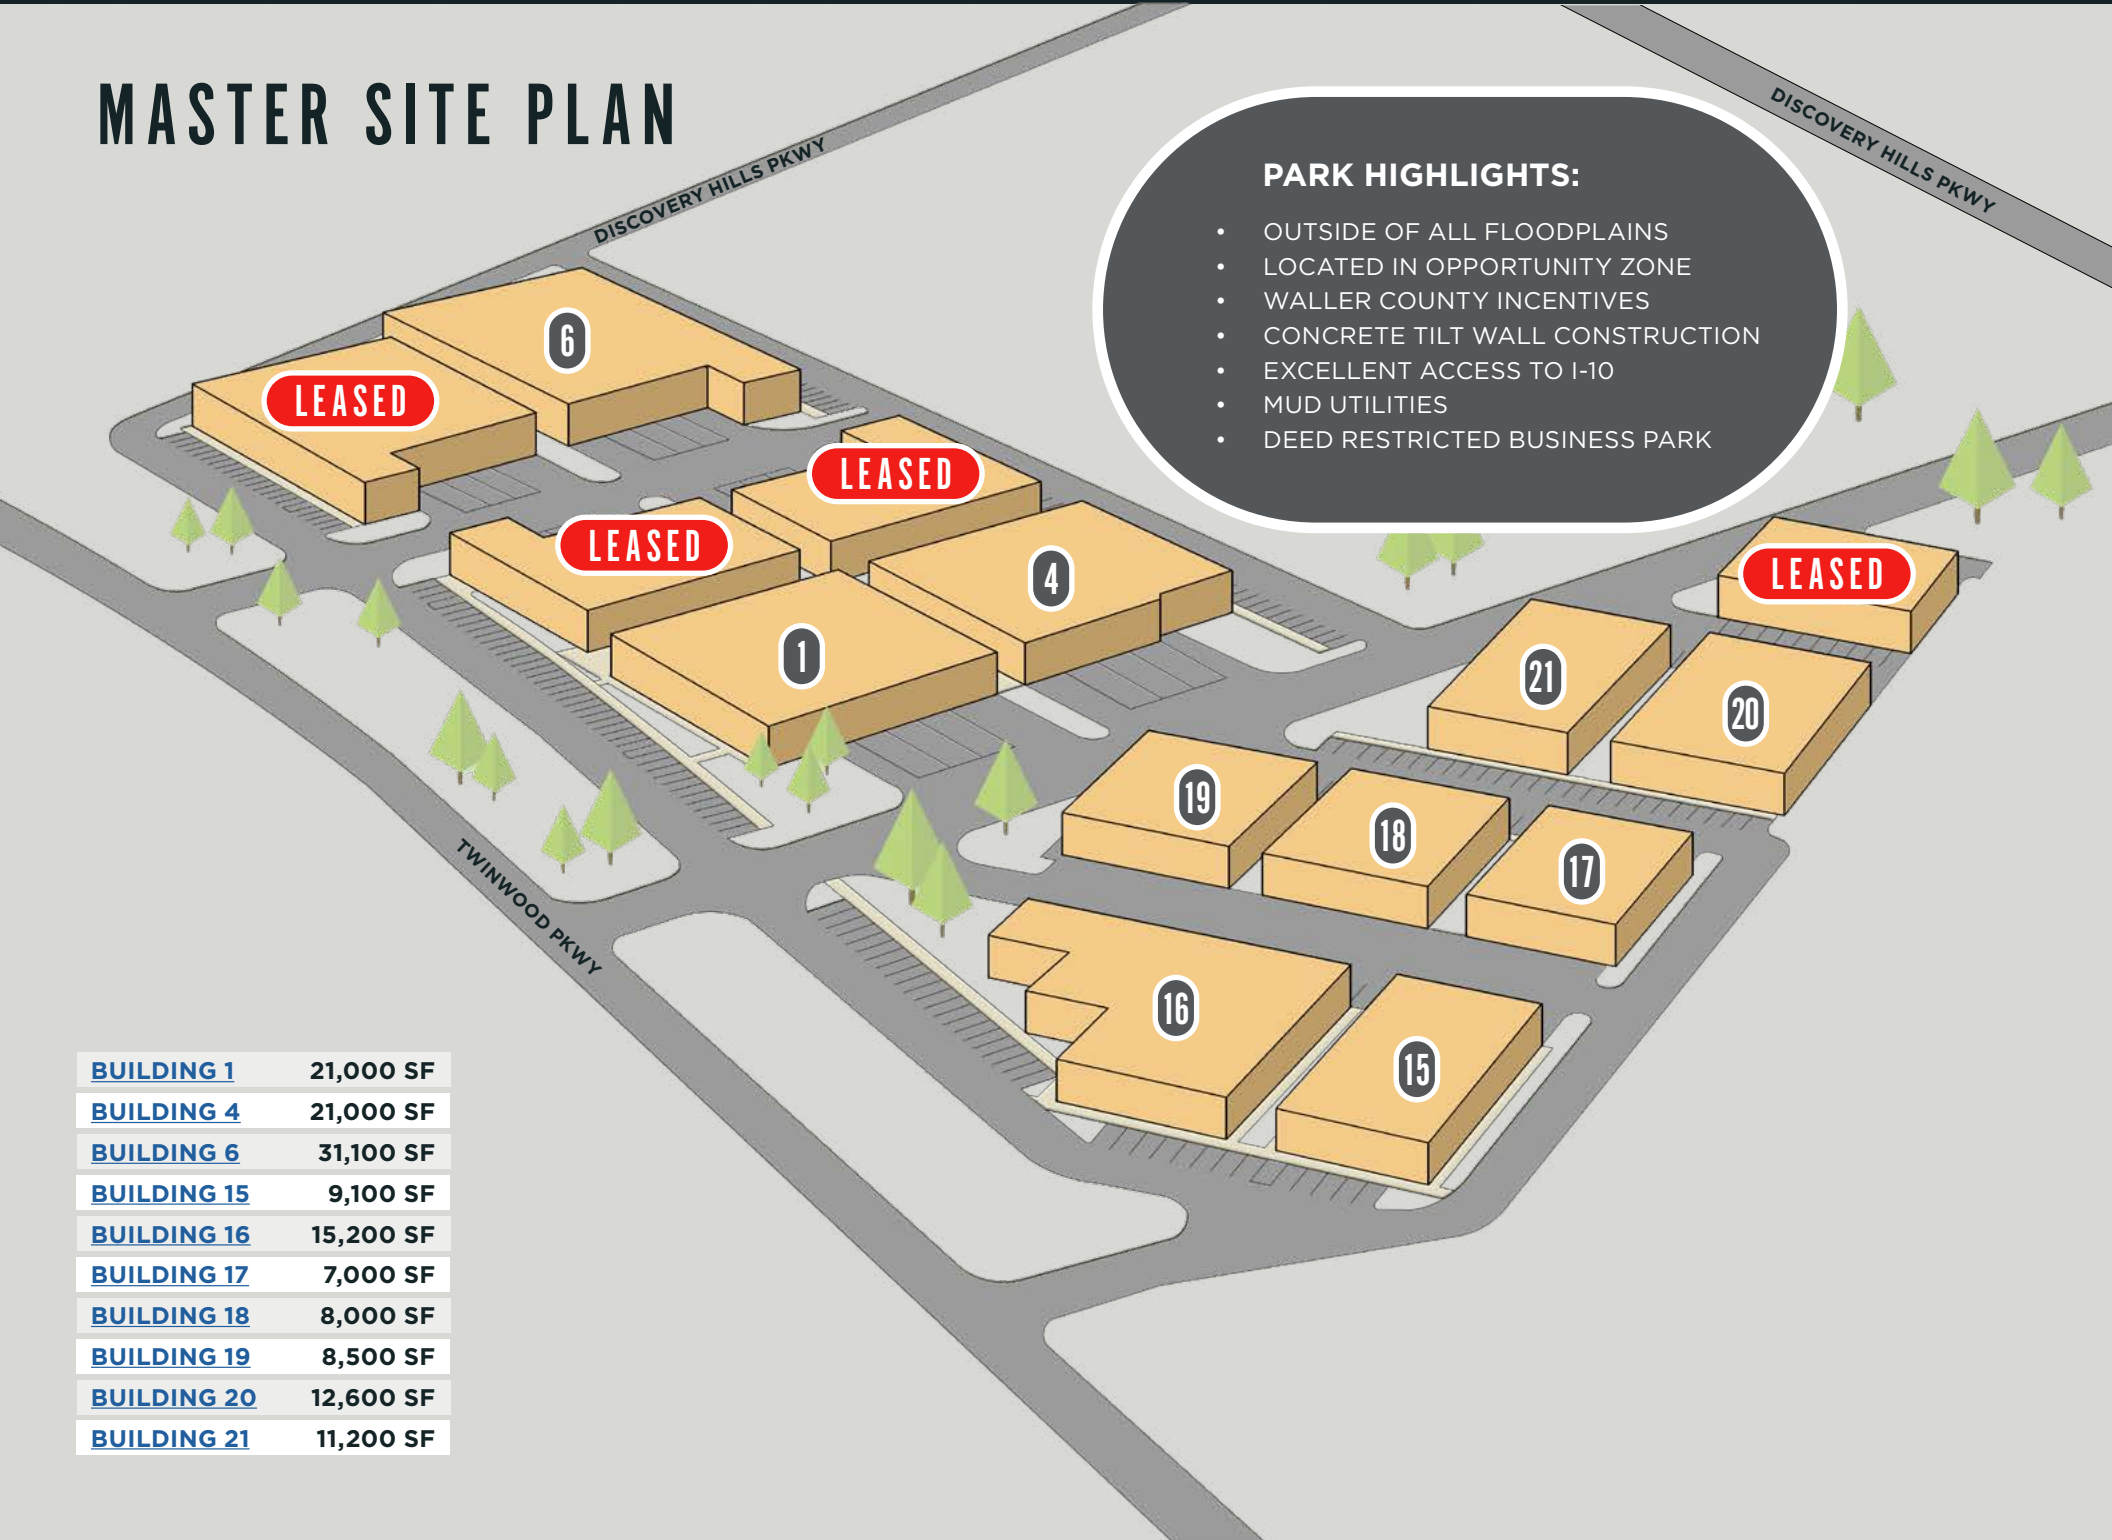 MASTER SITE PLAN
DISCOVERY HILLS PKWY
DISCOVERY HILLS PKWY
PARK HIGHLIGHTS:
• OUTSIDE OF ALL FLOODPLAINS
• LOCATED IN OPPORTUNITY ZONE
• WALLER COUNTY INCENTIVES
• CONCRETE TILT WALL CONSTRUCTION
• EXCELLENT ACCESS TO I-10
• MUD UTILITIES
• DEED RESTRICTED BUSINESS PARK
6
LEASED
LEASED
LEASED
4
1
LEASED
21
20
19
18
17
16
15
TWINWOOD PKWY
BUILDING 1 21,000 SF
BUILDING 4 21,000 SF
BUILDING 6 31,100 SF
BUILDING 15 9,100 SF
BUILDING 16 15,200 SF
BUILDING 17 7,000 SF
BUILDING 18 8,000 SF
BUILDING 19 8,500 SF
BUILDING 20 12,600 SF
BUILDING 21 11,200 SF